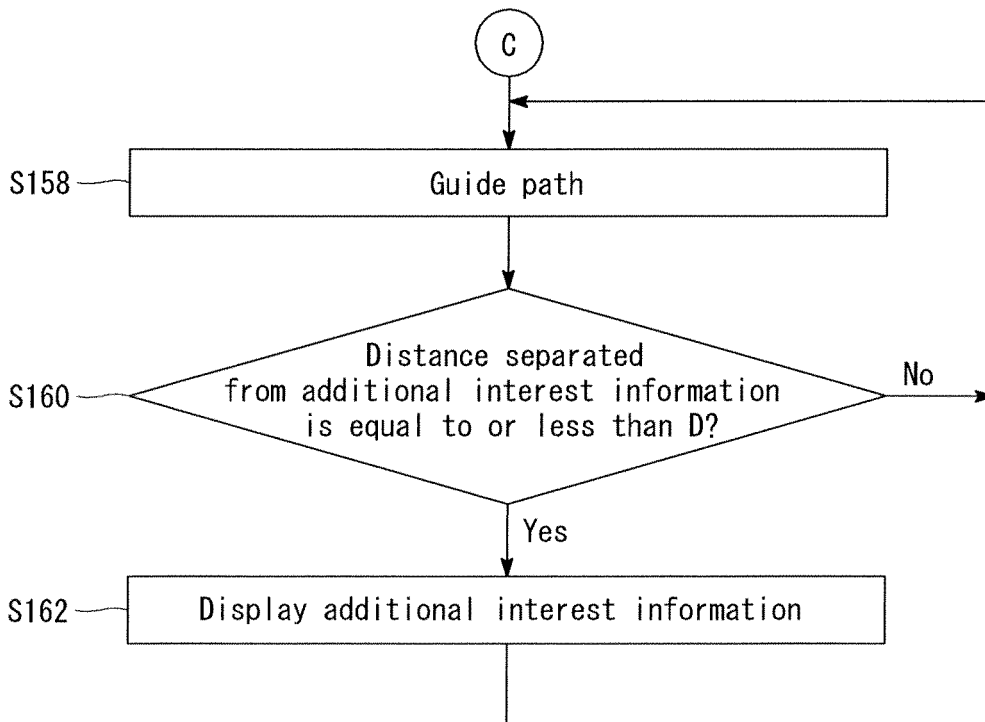 C
S158
Guide path
S160
Distance separated
from additional interest information
is equal to or less than D?
No
Yes
S162
Display additional interest information